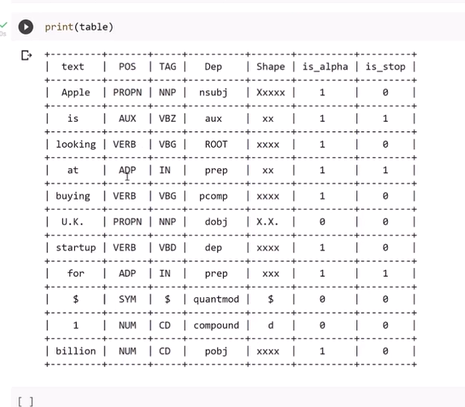 print(table)
+---------+-------+-----+----------+-------+----------+---------+
| text | POS | TAG | Dep | Shape | is_alpha | is_stop |
+---------+-------+-----+----------+-------+----------+---------+
| Apple | PROPN | NNP | nsubj | Xxxxx | 1 | 0 |
| is | AUX | VBZ | aux | xx | 1 | 1 |
| looking | VERB | VBG | ROOT | xxxx | 1 | 0 |
| at | ADP | IN | prep | xx | 1 | 1 |
| buying | VERB | VBG | pcomp | xxxx | 1 | 0 |
| U.K. | PROPN | NNP | dobj | X.X. | 0 | 0 |
| startup | VERB | VBD | dep | xxxx | 1 | 0 |
| for | ADP | IN | prep | xxx | 1 | 1 |
| $ | SYM | $ | quantmod | $ | 0 | 0 |
| 1 | NUM | CD | compound | d | 0 | 0 |
| billion | NUM | CD | pobj | xxxx | 1 | 0 |
+---------+-------+-----+----------+-------+----------+---------+
[ ]